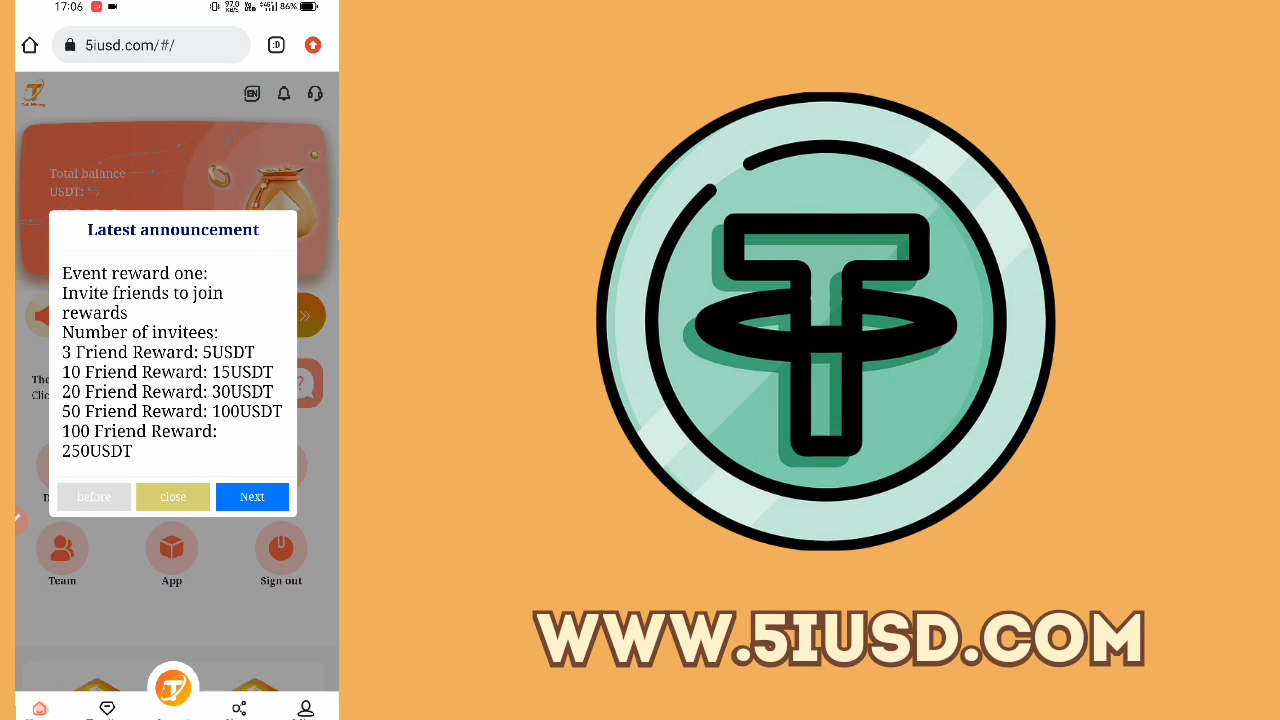 17:06
86%
5iusd.com/#/
:D
EN
Total balance
USDT:
Latest announcement
Event reward one:
Invite friends to join
rewards
Number of invitees:
3 Friend Reward: 5USDT
10 Friend Reward: 15USDT
20 Friend Reward: 30USDT
50 Friend Reward: 100USDT
100 Friend Reward:
250USDT
before
close
Next
Team
App
Sign out
WWW.5IUSD.COM